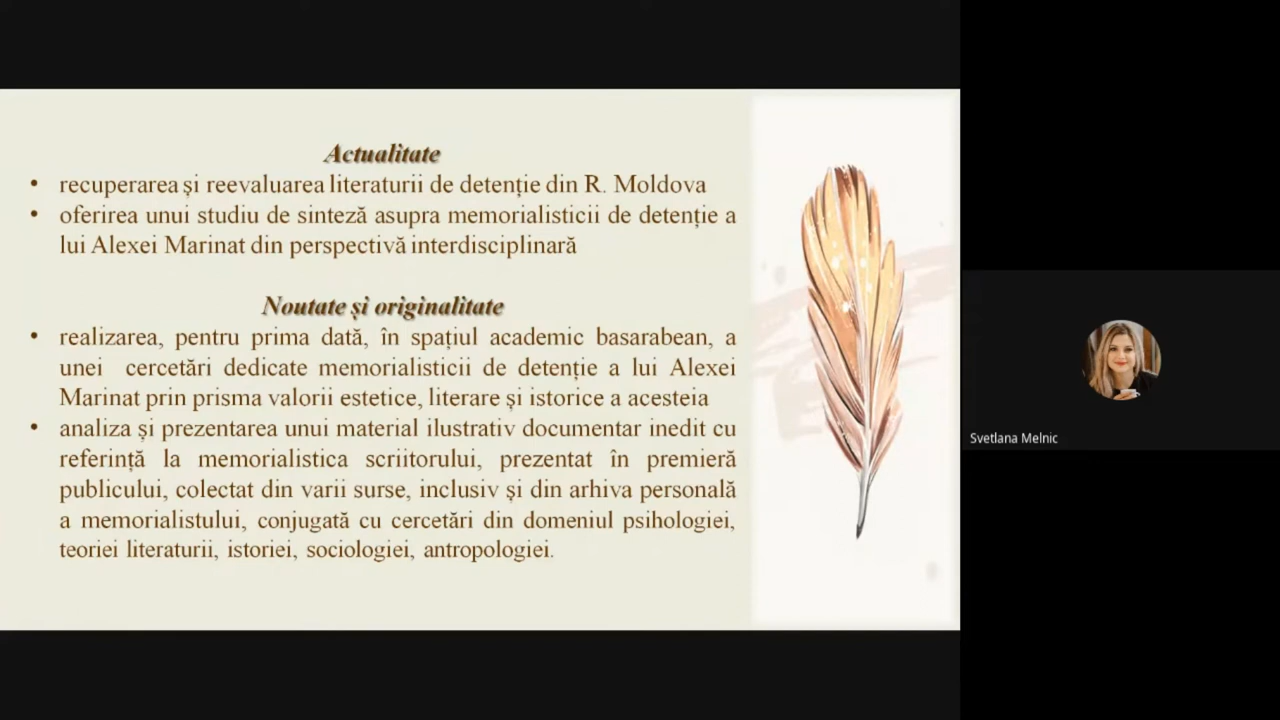 Actualitate
• recuperarea și reevaluarea literaturii de detenție din R. Moldova
• oferirea unui studiu de sinteză asupra memorialisticii de detenție a
lui Alexei Marinat din perspectivă interdisciplinară
Noutate și originalitate
• realizarea, pentru prima dată, în spațiul academic basarabean, a
unei cercetări dedicate memorialisticii de detenție a lui Alexei
Marinat prin prisma valorii estetice, literare și istorice a acesteia
• analiza și prezentarea unui material ilustrativ documentar inedit cu
referință la memorialistica scriitorului, prezentat în premieră
publicului, colectat din varii surse, inclusiv și din arhiva personală
a memorialistului, conjugată cu cercetări din domeniul psihologiei,
teoriei literaturii, istoriei, sociologiei, antropologiei.
Svetlana Melnic